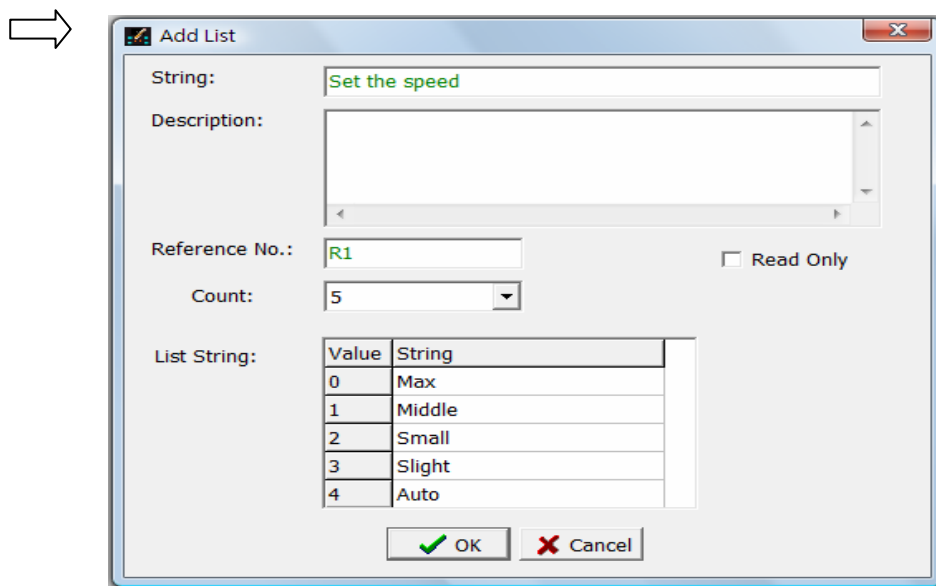 Add List
String: Set the speed
Description:
Reference No.: R1 Read Only
Count: 5
List String: Value String
0 Max
1 Middle
2 Small
3 Slight
4 Auto
OK Cancel